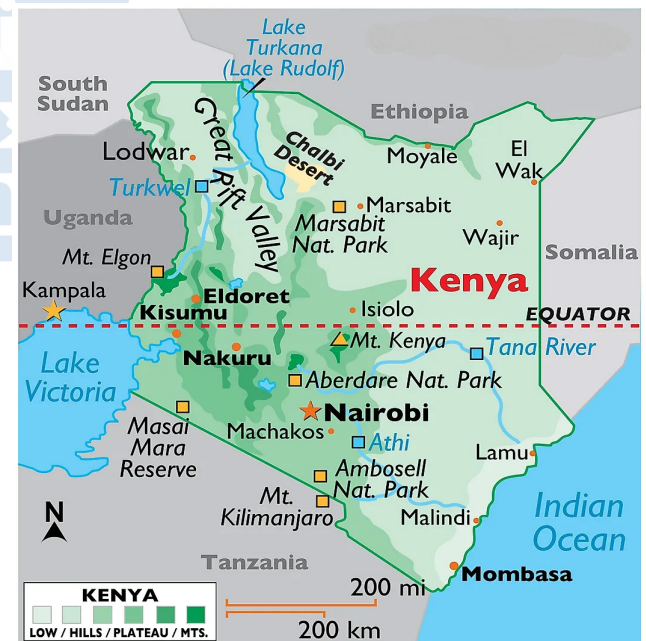 Lake
Turkana
(Lake Rudolf)
South
Sudan
Ethiopia
Great Rift Valley
Chalbi
Desert
Lodwar
Moyale
El
Wak
Turkwel
Marsabit
Marsabit
Nat. Park
Uganda
Wajir
Somalia
Mt. Elgon
Kenya
Kampala
Eldoret
Kisumu
Isiolo
EQUATOR
Mt. Kenya
Tana River
Nakuru
Lake
Victoria
Aberdare Nat. Park
Nairobi
Masai
Mara
Reserve
Machakos
Athi
Lamu
Ambosell
Nat. Park
Mt.
Kilimanjaro
Malindi
Indian
Ocean
N
Tanzania
Mombasa
KENYA
LOW / HILLS / PLATEAU / MTS.
200 mi
200 km